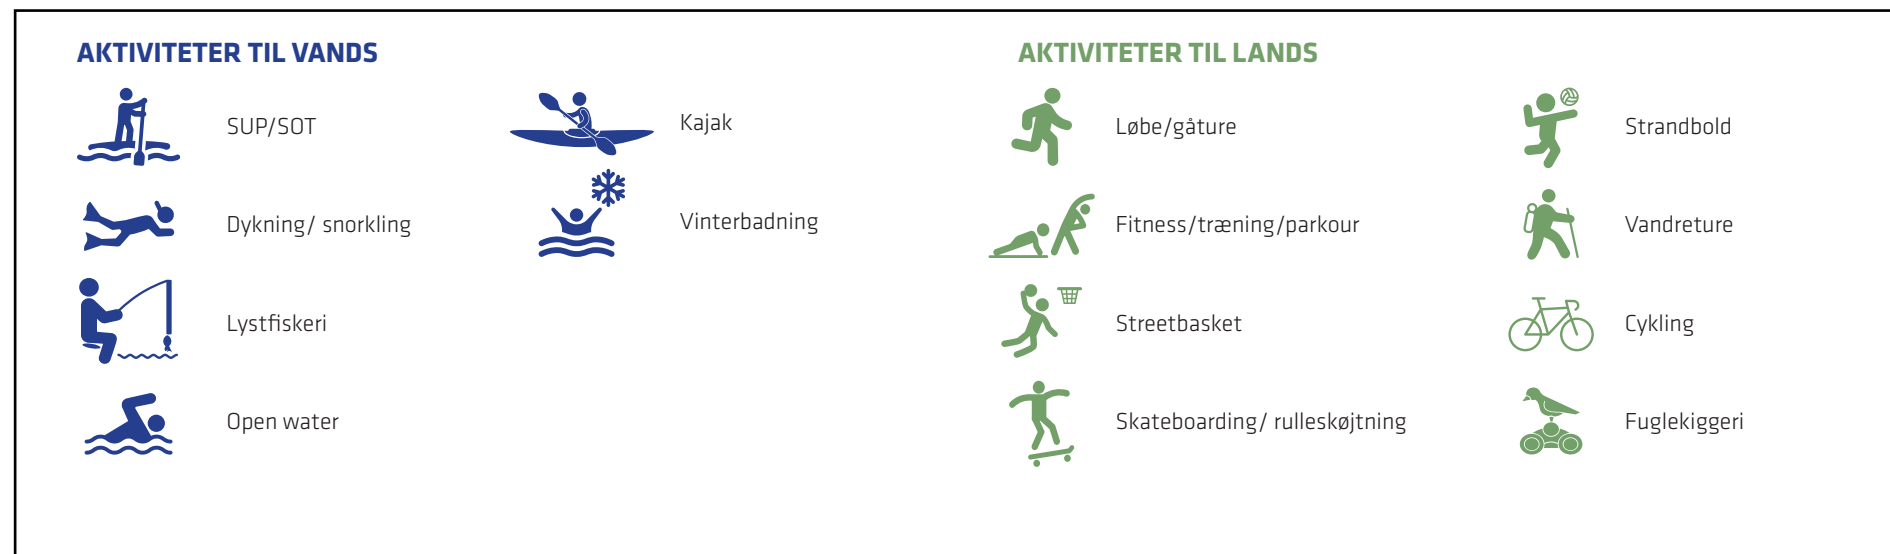 AKTIVITETER TIL VANDS
SUP/SOT
Dykning/ snorkling
Lystfiskeri
Open water
Kajak
Vinterbadning
AKTIVITETER TIL LANDS
Løbe/gåture
Fitness/træning/parkour
Streetbasket
Skateboarding/ rulleskøjtning
Strandbold
Vandreture
Cykling
Fuglekiggeri